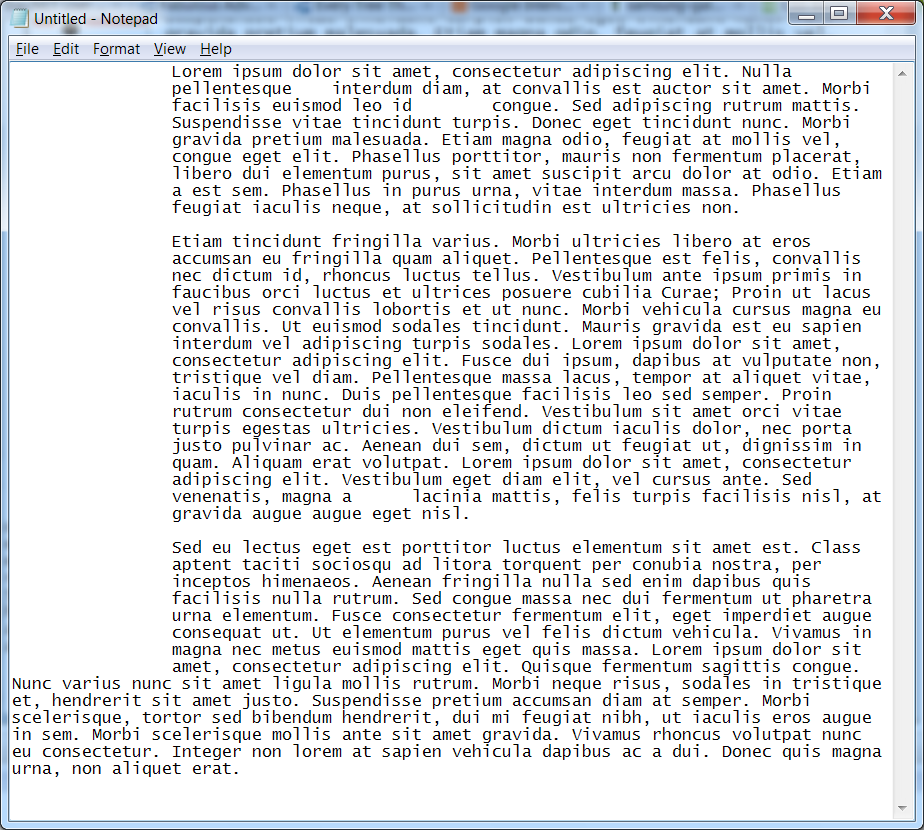 Untitled - Notepad
File Edit Format View Help
Lorem ipsum dolor sit amet, consectetur adipiscing elit. Nulla
pellentesque    interdum diam, at convallis est auctor sit amet. Morbi
facilisis euismod leo id        congue. Sed adipiscing rutrum mattis.
Suspendisse vitae tincidunt turpis. Donec eget tincidunt nunc. Morbi
gravida pretium malesuada. Etiam magna odio, feugiat at mollis vel,
congue eget elit. Phasellus porttitor, mauris non fermentum placerat,
libero dui elementum purus, sit amet suscipit arcu dolor at odio. Etiam
a est sem. Phasellus in purus urna, vitae interdum massa. Phasellus
feugiat iaculis neque, at sollicitudin est ultricies non.
Etiam tincidunt fringilla varius. Morbi ultricies libero at eros
accumsan eu fringilla quam aliquet. Pellentesque est felis, convallis
nec dictum id, rhoncus luctus tellus. Vestibulum ante ipsum primis in
faucibus orci luctus et ultrices posuere cubilia Curae; Proin ut lacus
vel risus convallis lobortis et ut nunc. Morbi vehicula cursus magna eu
convallis. Ut euismod sodales tincidunt. Mauris gravida est eu sapien
interdum vel adipiscing turpis sodales. Lorem ipsum dolor sit amet,
consectetur adipiscing elit. Fusce dui ipsum, dapibus at vulputate non,
tristique vel diam. Pellentesque massa lacus, tempor at aliquet vitae,
iaculis in nunc. Duis pellentesque facilisis leo sed semper. Proin
rutrum consectetur dui non eleifend. Vestibulum sit amet orci vitae
turpis egestas ultricies. Vestibulum dictum iaculis dolor, nec porta
justo pulvinar ac. Aenean dui sem, dictum ut feugiat ut, dignissim in
quam. Aliquam erat volutpat. Lorem ipsum dolor sit amet, consectetur
adipiscing elit. Vestibulum eget diam elit, vel cursus ante. Sed
venenatis, magna a      lacinia mattis, felis turpis facilisis nisl, at
gravida augue augue eget nisl.
Sed eu lectus eget est porttitor luctus elementum sit amet est. Class
aptent taciti sociosqu ad litora torquent per conubia nostra, per
inceptos himenaeos. Aenean fringilla nulla sed enim dapibus quis
facilisis nulla rutrum. Sed congue massa nec dui fermentum ut pharetra
urna elementum. Fusce consectetur fermentum elit, eget imperdiet augue
consequat ut. Ut elementum purus vel felis dictum vehicula. Vivamus in
magna nec metus euismod mattis eget quis massa. Lorem ipsum dolor sit
amet, consectetur adipiscing elit. Quisque fermentum sagittis congue.
Nunc varius nunc sit amet ligula mollis rutrum. Morbi neque risus, sodales in tristique
et, hendrerit sit amet justo. Suspendisse pretium accumsan diam at semper. Morbi
scelerisque, tortor sed bibendum hendrerit, dui mi feugiat nibh, ut iaculis eros augue
in sem. Morbi scelerisque mollis ante sit amet gravida. Vivamus rhoncus volutpat nunc
eu consectetur. Integer non lorem at sapien vehicula dapibus ac a dui. Donec quis magna
urna, non aliquet erat.